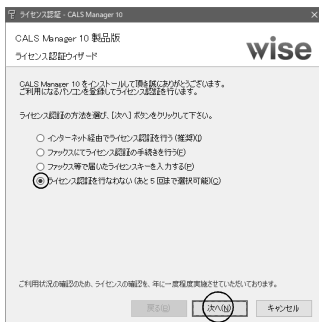 ライセンス認証 - CALS Manager 10
CALS Manager 10 製品版
ライセンス認証ウィザード
wise
CALS Manager 10 をインストールして頂き誠にありがとうございます。
ご利用になるパソコンを登録してライセンス認証を行います。
ライセンス認証の方法を選び、[次へ] ボタンをクリックして下さい。
インターネット経由でライセンス認証を行う (推奨)(I)
ファックスにてライセンス認証の手続きを行う(F)
ファックス等で届いたライセンスキーを入力する(P)
ライセンス認証を行なわない (あと 5 回まで選択可能)(C)
ご利用状況の確認のため、ライセンスの確認を、年に一度程度実施させていただいております。
戻る(B) 次へ(N) キャンセル